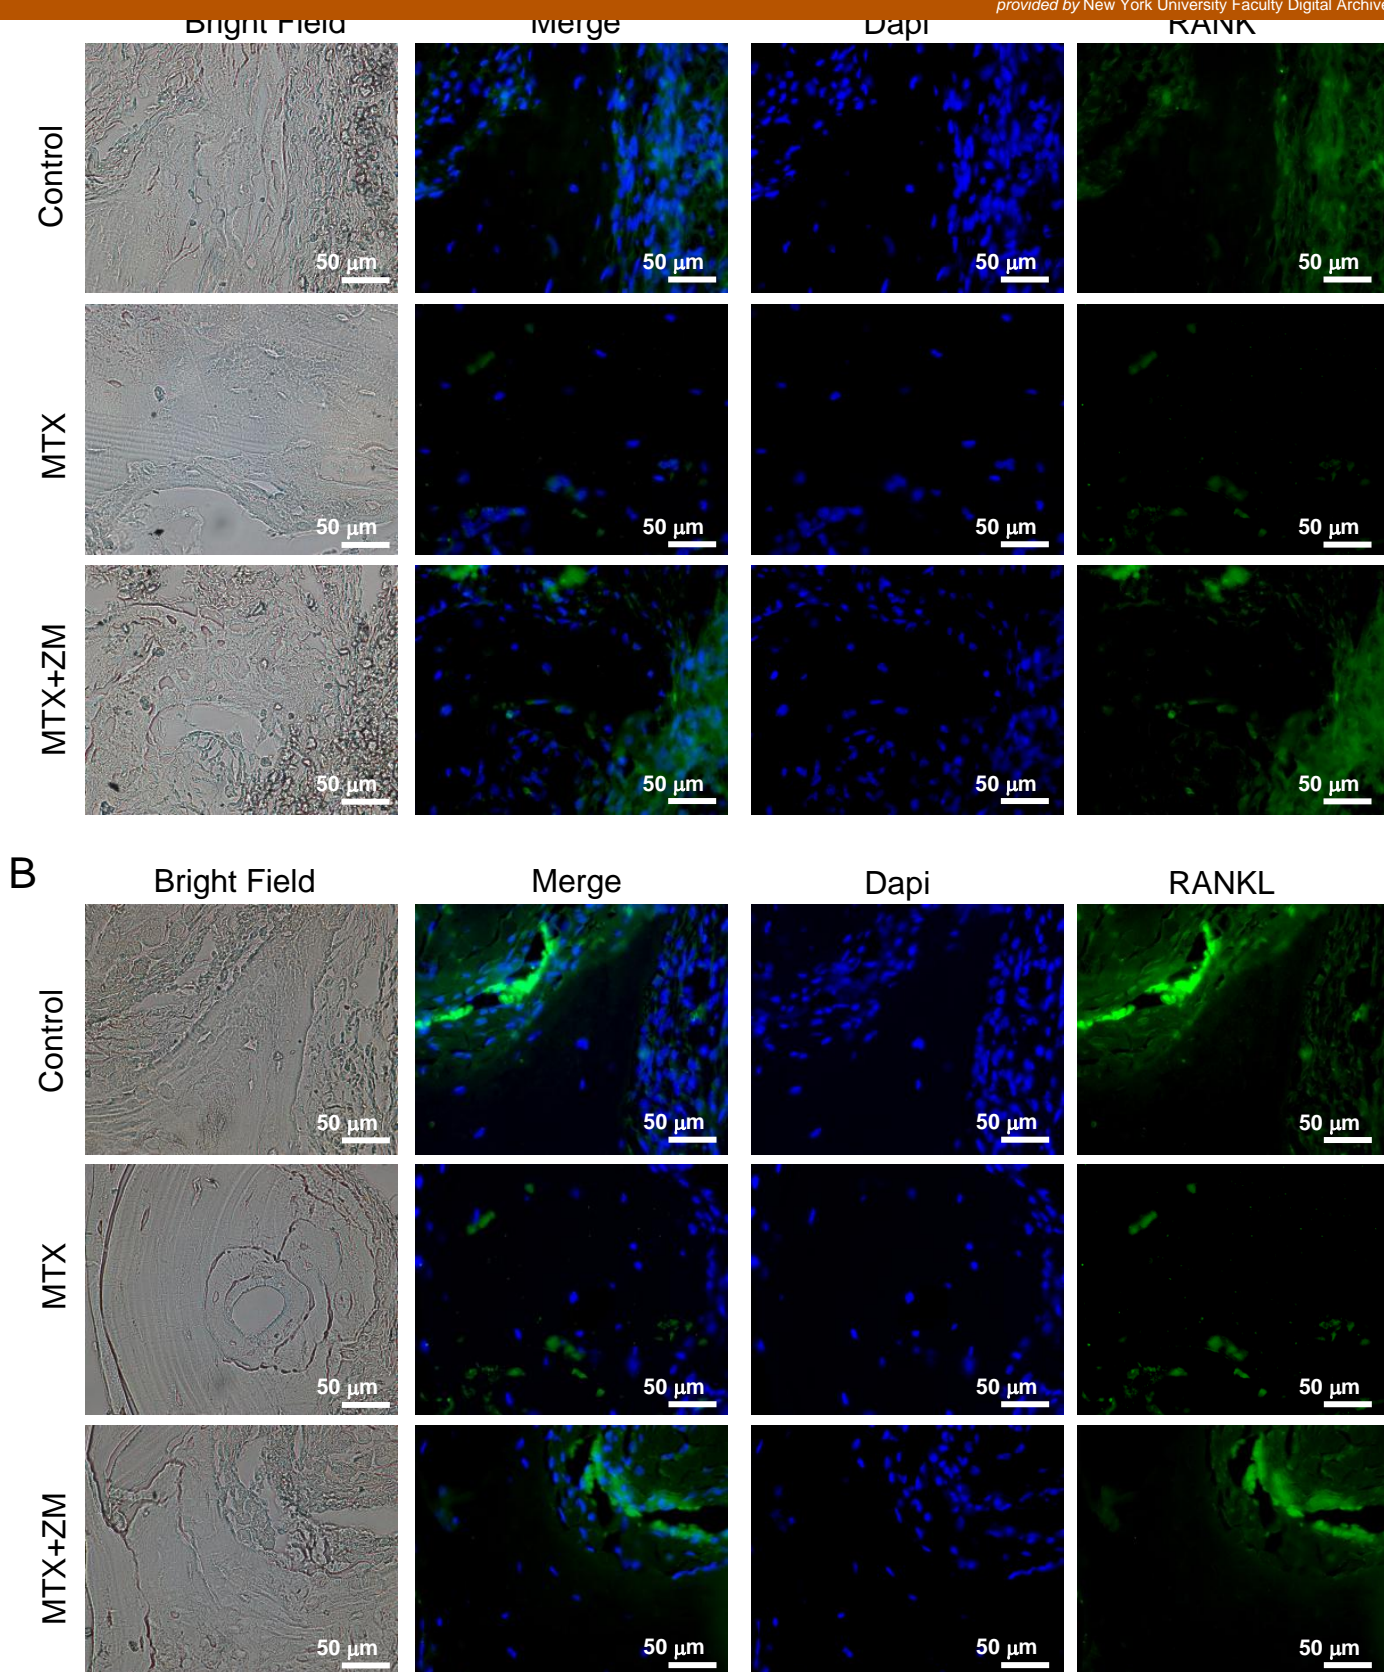 provided by New York University Faculty Digital Archive
Bright Field Merge Dapi RANK
Control
50 μm 50 μm 50 μm 50 μm
MTX
50 μm 50 μm 50 μm 50 μm
MTX+ZM
50 μm 50 μm 50 μm 50 μm
B
Bright Field Merge Dapi RANKL
Control
50 μm 50 μm 50 μm 50 μm
MTX
50 μm 50 μm 50 μm 50 μm
MTX+ZM
50 μm 50 μm 50 μm 50 μm